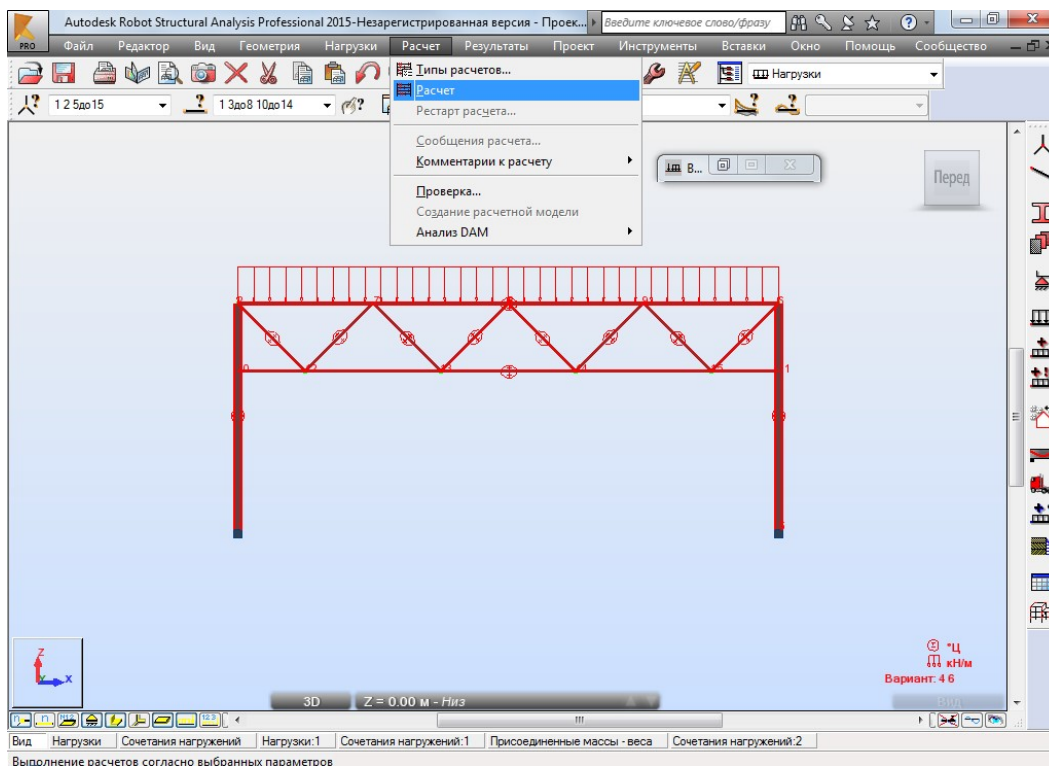 Autodesk Robot Structural Analysis Professional 2015-Незарегистрированная версия - Проек...
Введите ключевое слово/фразу
PRO
Файл Редактор Вид Геометрия Нагрузки Расчет Результаты Проект Инструменты Вставки Окно Помощь Сообщество
Нагрузки
1 2 5до15
1 3до8 10до14
Типы расчетов...
Расчет
Рестарт расчета...
Сообщения расчета...
Комментарии к расчету
Проверка...
Создание расчетной модели
Анализ DAM
В...
Перед
Z
X
°Ц
кН/м
Вариант: 4 6
3D Z = 0.00 м - Низ
ВИД
Вид Нагрузки Сочетания нагружений Нагрузки:1 Сочетания нагружений:1 Присоединенные массы - веса Сочетания нагружений:2
Выполнение расчетов согласно выбранных параметров